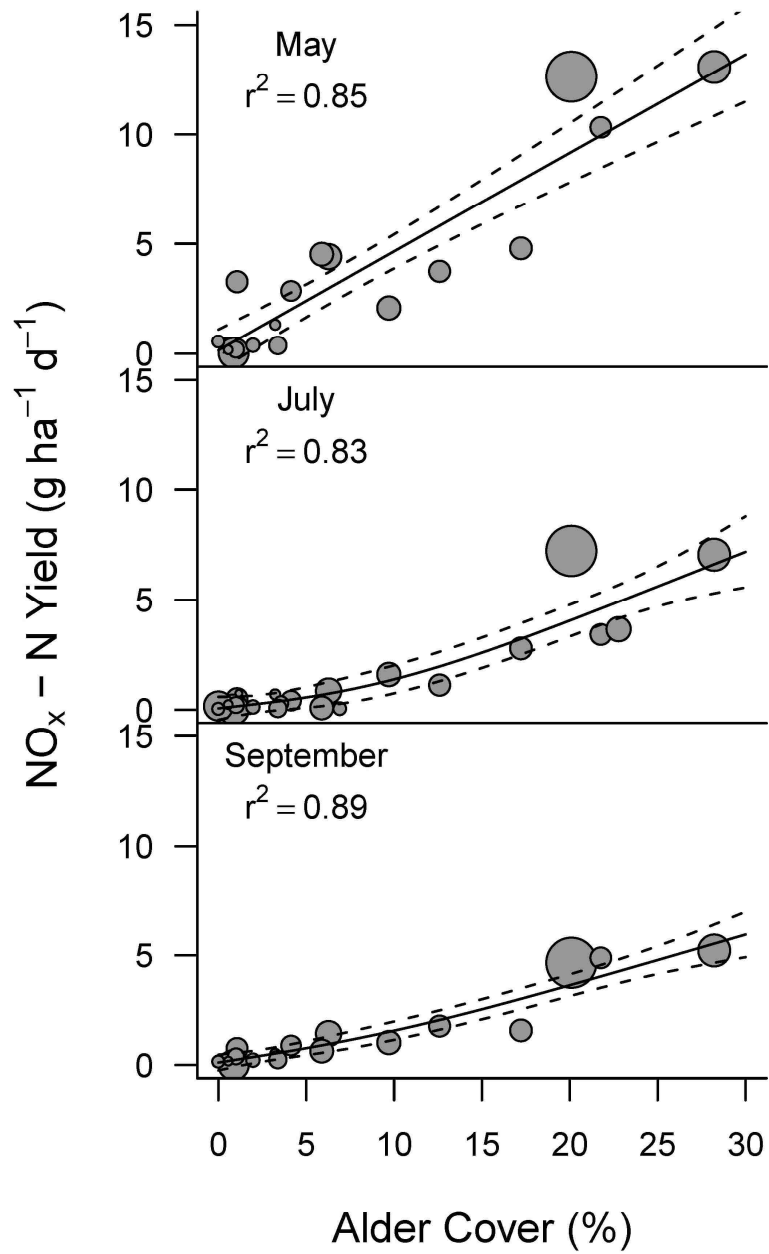 NOₓ − N Yield (g ha⁻¹ d⁻¹)
May
r² = 0.85
15
10
5
0
July
r² = 0.83
15
10
5
0
September
r² = 0.89
15
10
5
0
0 5 10 15 20 25 30
Alder Cover (%)